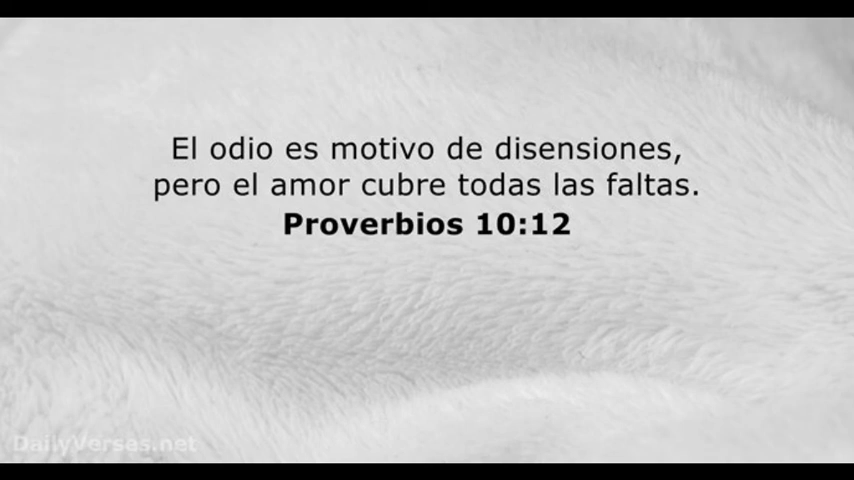 El odio es motivo de disensiones,
pero el amor cubre todas las faltas.
Proverbios 10:12
DailyVerses.net